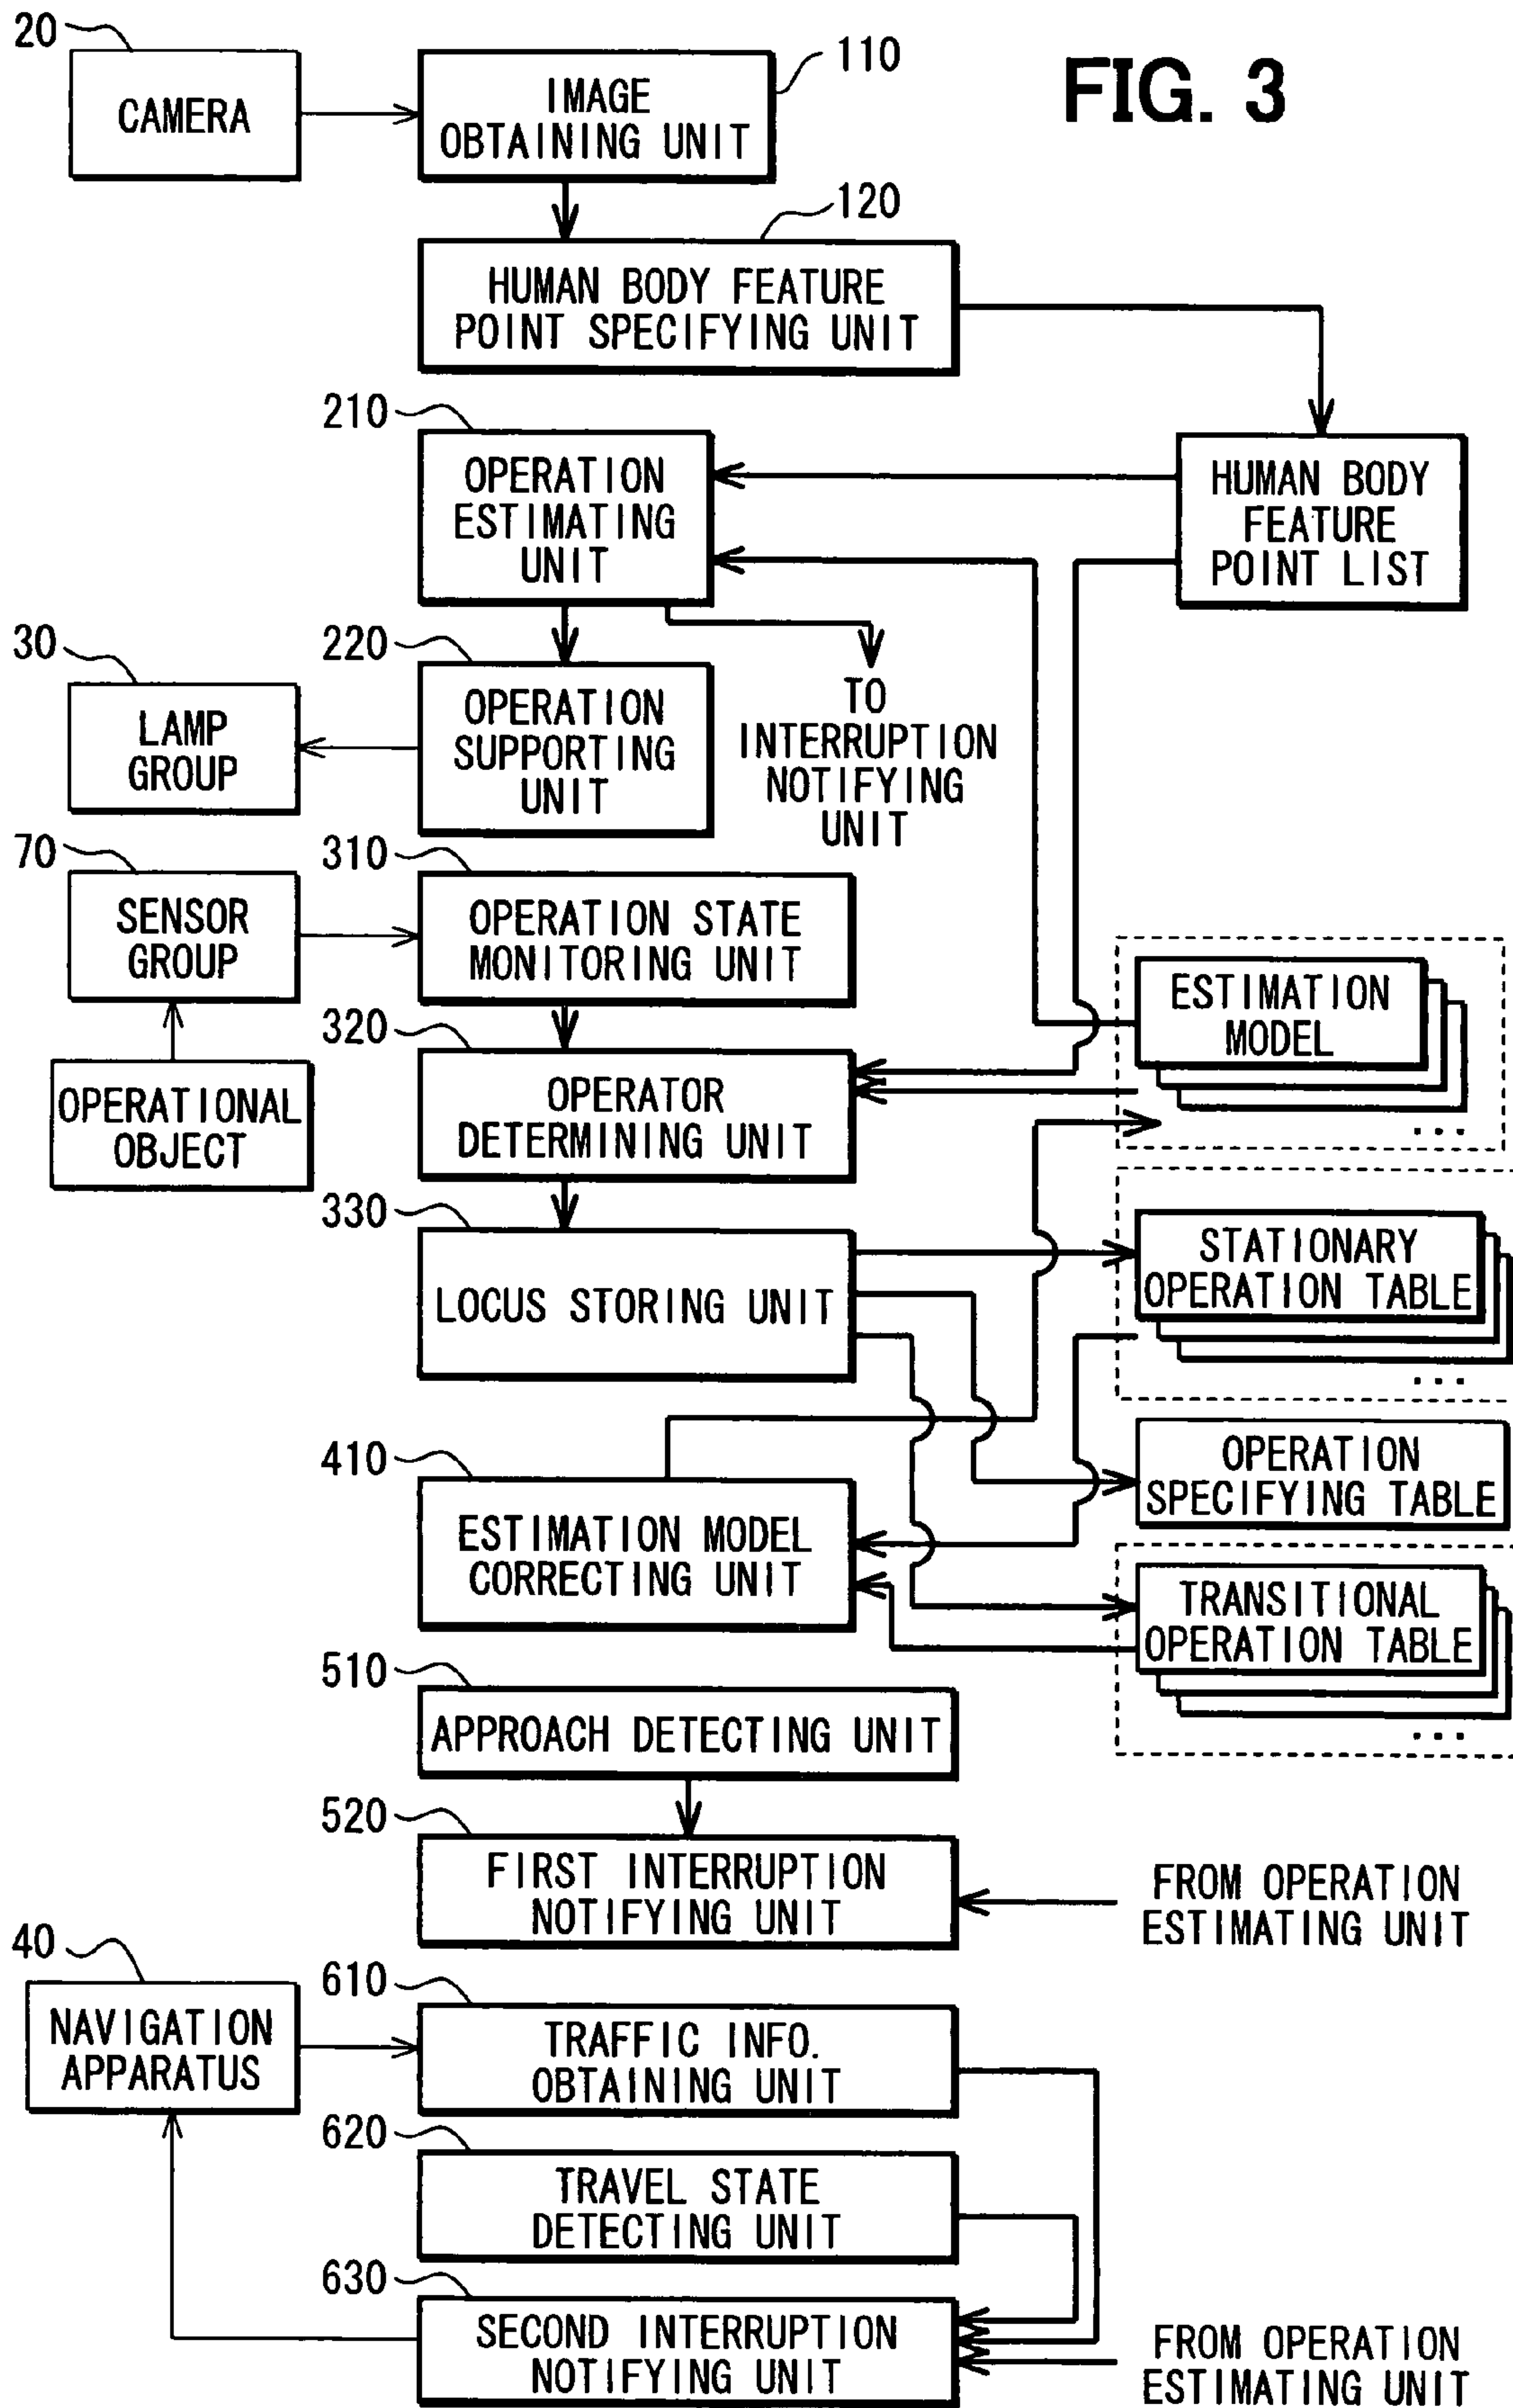 FIG. 3
20
CAMERA
110
IMAGE
OBTAINING UNIT
120
HUMAN BODY FEATURE
POINT SPECIFYING UNIT
210
OPERATION
ESTIMATING
UNIT
HUMAN BODY
FEATURE
POINT LIST
30
LAMP
GROUP
220
OPERATION
SUPPORTING
UNIT
TO
INTERRUPTION
NOTIFYING
UNIT
70
SENSOR
GROUP
310
OPERATION STATE
MONITORING UNIT
ESTIMATION
MODEL
...
OPERATIONAL
OBJECT
320
OPERATOR
DETERMINING UNIT
330
LOCUS STORING UNIT
STATIONARY
OPERATION TABLE
...
410
ESTIMATION MODEL
CORRECTING UNIT
OPERATION
SPECIFYING TABLE
TRANSITIONAL
OPERATION TABLE
...
510
APPROACH DETECTING UNIT
520
FIRST INTERRUPTION
NOTIFYING UNIT
FROM OPERATION
ESTIMATING UNIT
40
NAVIGATION
APPARATUS
610
TRAFFIC INFO.
OBTAINING UNIT
620
TRAVEL STATE
DETECTING UNIT
630
SECOND INTERRUPTION
NOTIFYING UNIT
FROM OPERATION
ESTIMATING UNIT